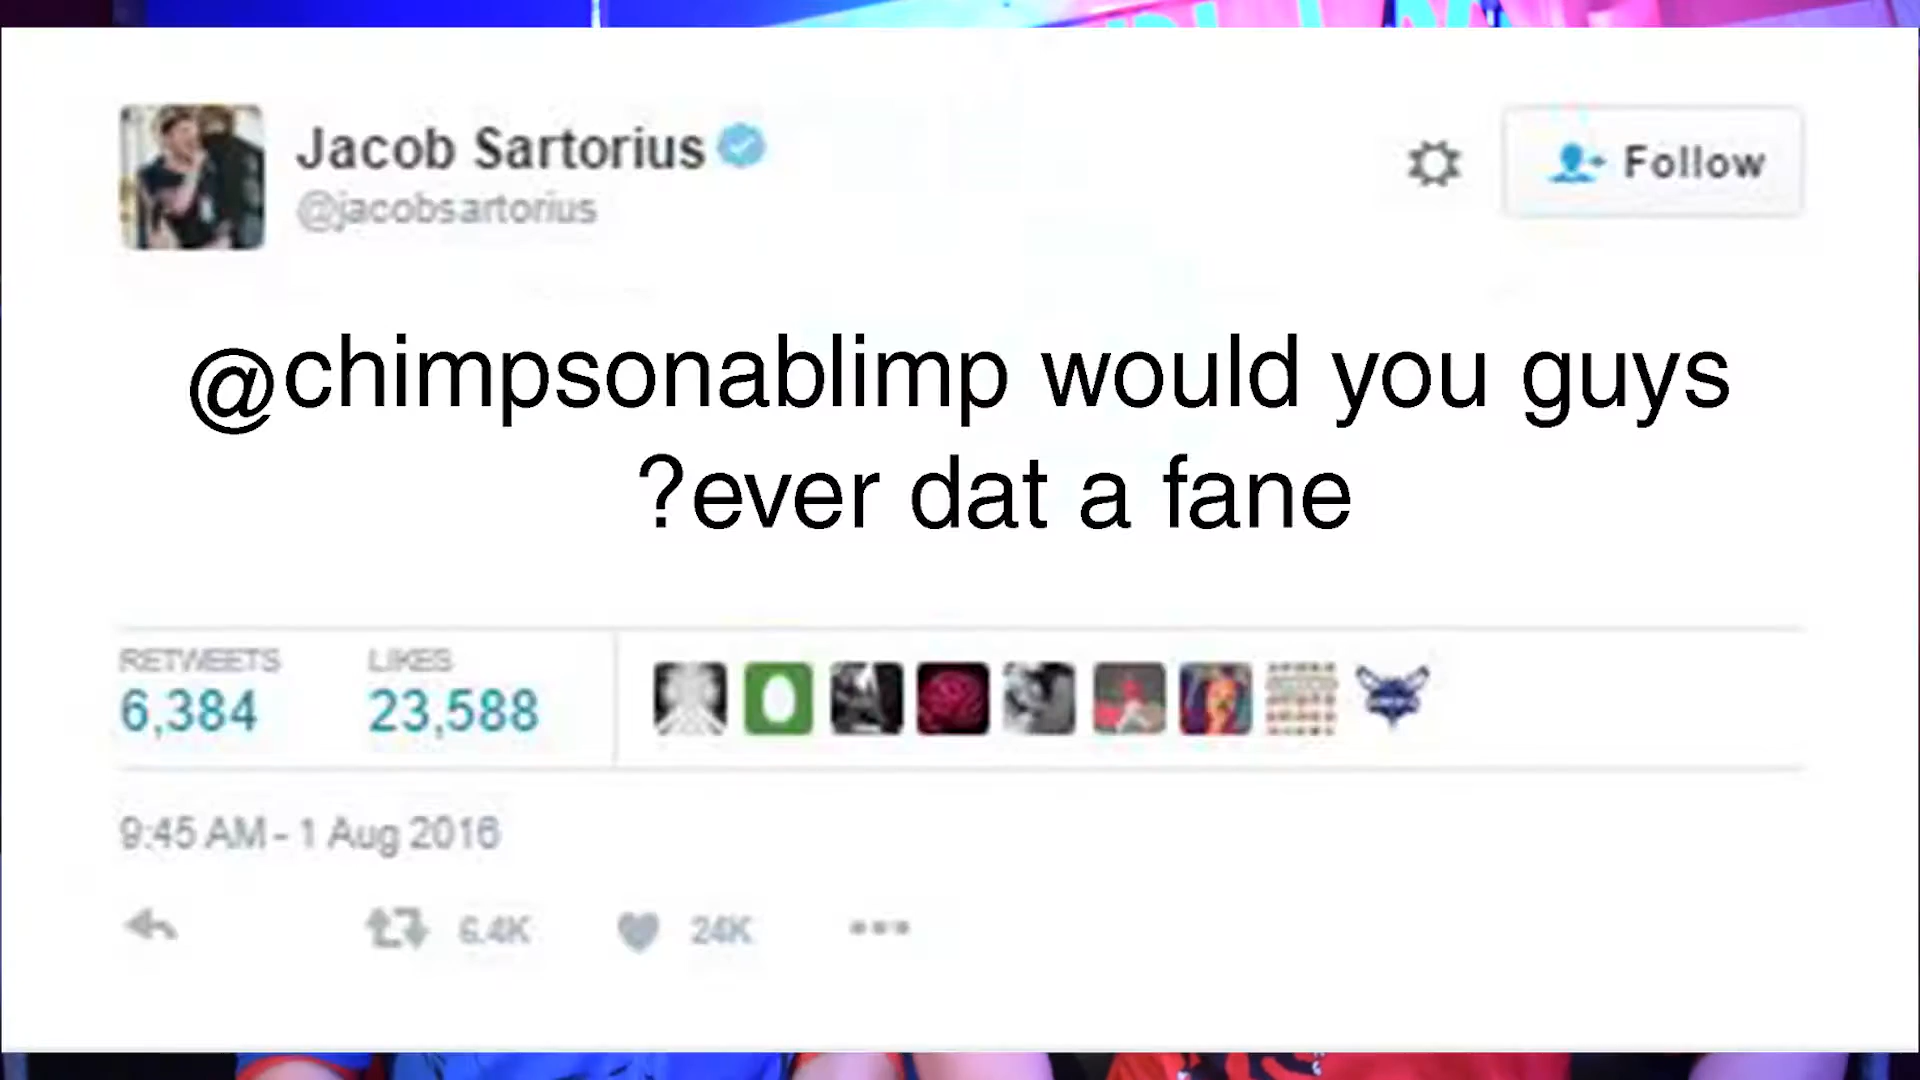 Jacob Sartorius
@jacobsartorius
Follow
@chimpsonablimp would you guys
?ever dat a fane
RETWEETS
LIKES
6,384
23,588
9:45 AM - 1 Aug 2016
6.4K
24K